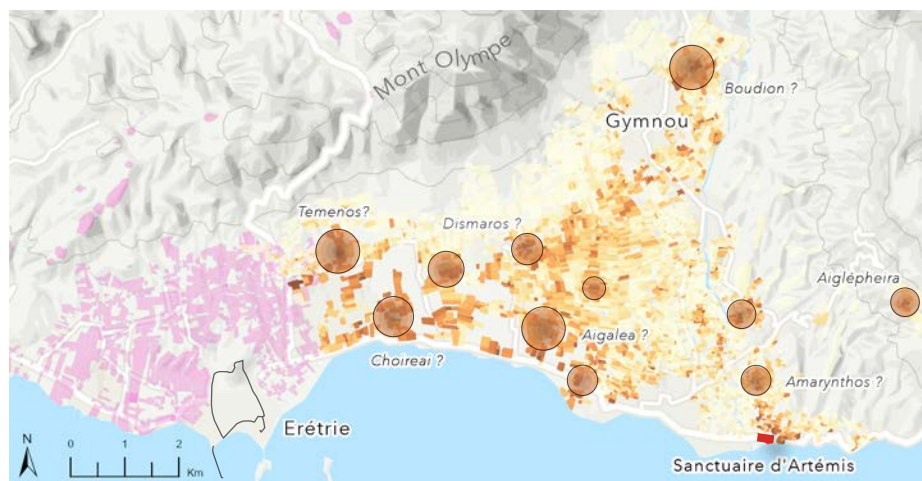 Mont Olympe
Boudion ?
Gymnou
Temenos?
Dismaros ?
Aiglépheira
Aigalea ?
Choireai ?
Amarynthos ?
Erétrie
N
0 1 2
Km
Sanctuaire d'Artémis